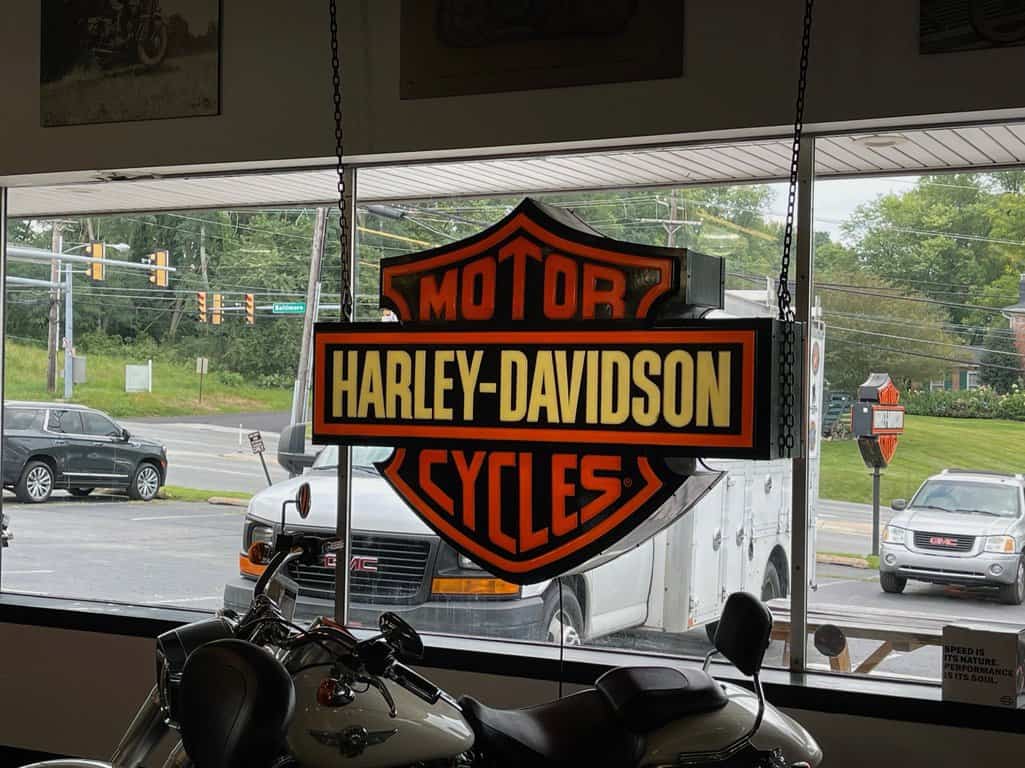 Baltimore
MOTOR
HARLEY-DAVIDSON
CYCLES®
GMC
GMC
SPEED IS
ITS NATURE.
PERFORMANCE
IS ITS SOUL.